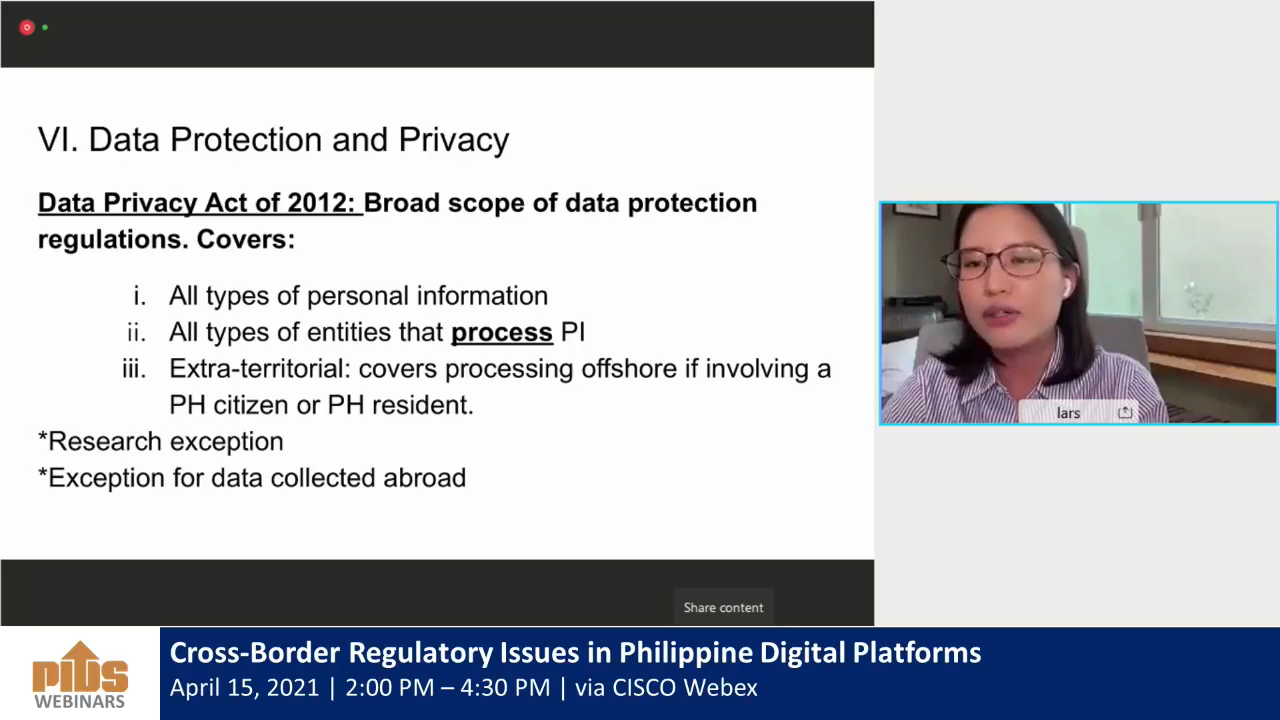 VI. Data Protection and Privacy
Data Privacy Act of 2012: Broad scope of data protection
regulations. Covers:
i. All types of personal information
ii. All types of entities that process PI
iii. Extra-territorial: covers processing offshore if involving a
PH citizen or PH resident.
*Research exception
*Exception for data collected abroad
lars
Share content
PIDS
WEBINARS
Cross-Border Regulatory Issues in Philippine Digital Platforms
April 15, 2021 | 2:00 PM – 4:30 PM | via CISCO Webex